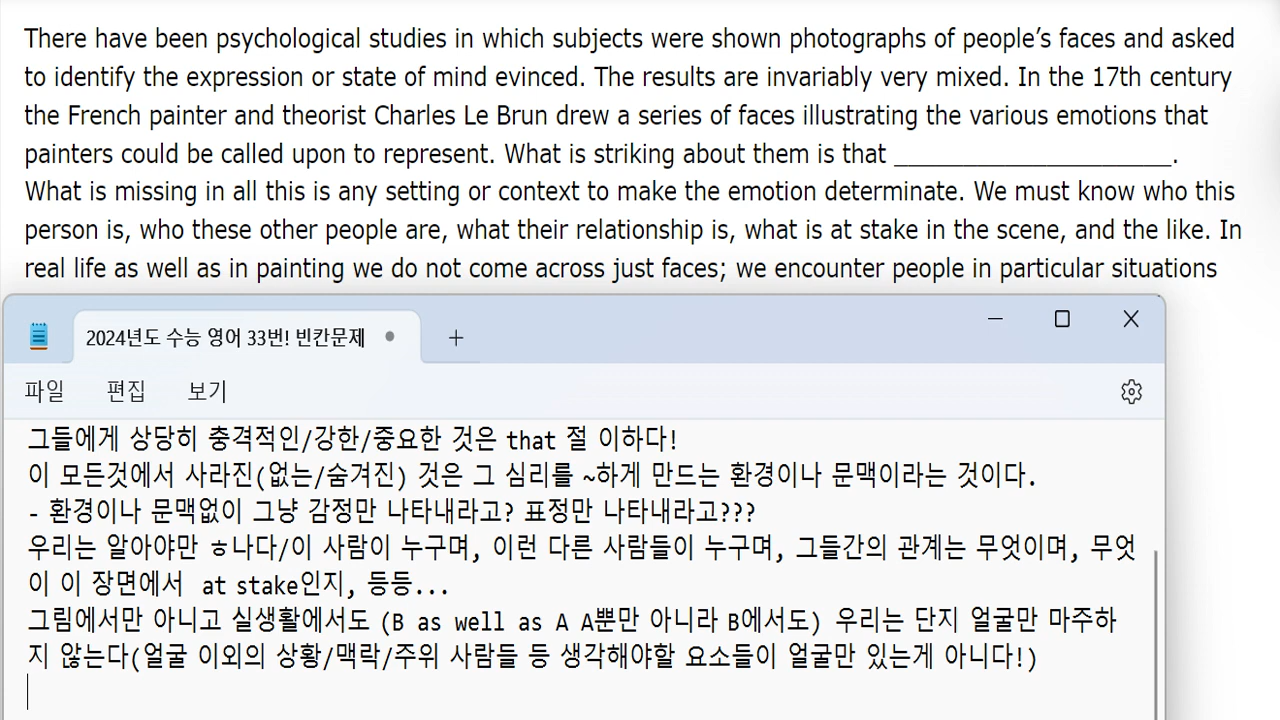 There have been psychological studies in which subjects were shown photographs of people's faces and asked
to identify the expression or state of mind evinced. The results are invariably very mixed. In the 17th century
the French painter and theorist Charles Le Brun drew a series of faces illustrating the various emotions that
painters could be called upon to represent. What is striking about them is that ______________________.
What is missing in all this is any setting or context to make the emotion determinate. We must know who this
person is, who these other people are, what their relationship is, what is at stake in the scene, and the like. In
real life as well as in painting we do not come across just faces; we encounter people in particular situations
2024년도 수능 영어 33번! 빈칸문제
파일 편집 보기
그들에게 상당히 충격적인/강한/중요한 것은 that 절 이하다!
이 모든것에서 사라진(없는/숨겨진) 것은 그 심리를 ~하게 만드는 환경이나 문맥이라는 것이다.
- 환경이나 문맥없이 그냥 감정만 나타내라고? 표정만 나타내라고???
우리는 알아야만 ㅎ나다/이 사람이 누구며, 이런 다른 사람들이 누구며, 그들간의 관계는 무엇이며, 무엇
이 이 장면에서 at stake인지, 등등...
그림에서만 아니고 실생활에서도 (B as well as A A뿐만 아니라 B에서도) 우리는 단지 얼굴만 마주하
지 않는다(얼굴 이외의 상황/맥락/주위 사람들 등 생각해야할 요소들이 얼굴만 있는게 아니다!)